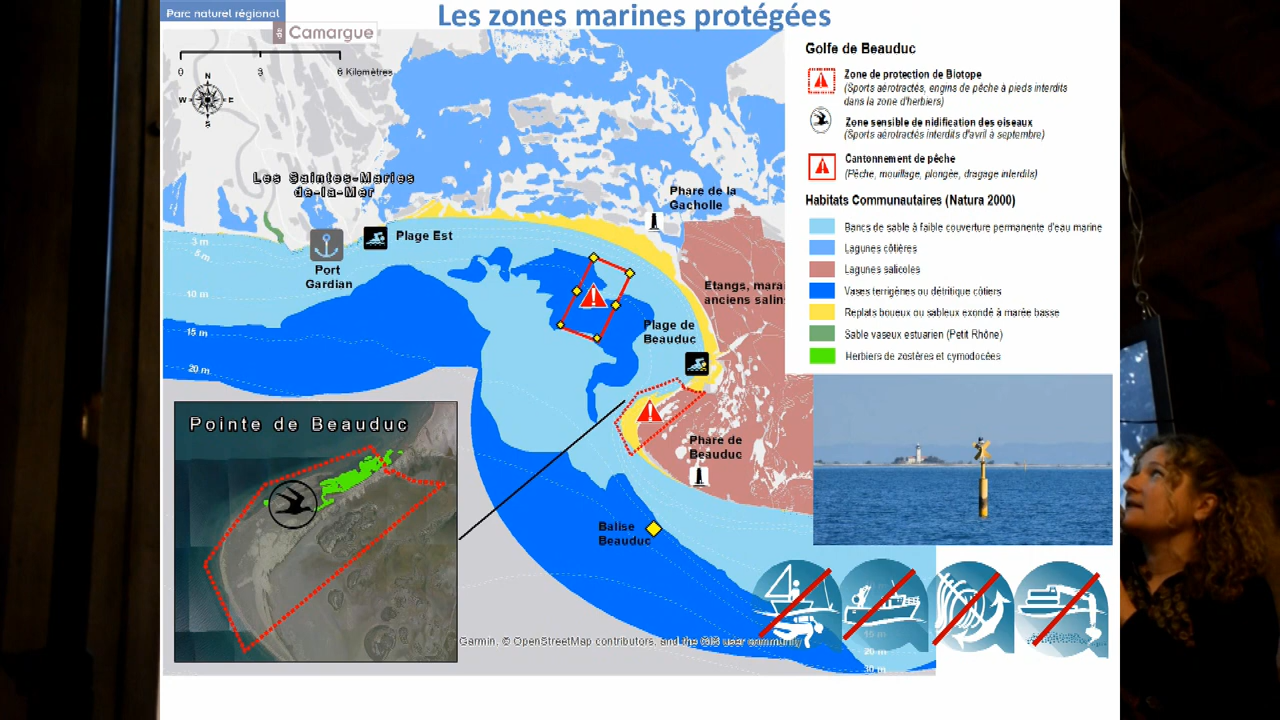 Parc naturel régional
de Camargue
Les zones marines protégées
0 3 6 Kilomètres
N
W E
S
Les Saintes-Maries
de-la-Mer
Port
Gardian
Plage Est
Phare de la
Gacholle
Etangs, marai
anciens salins
Plage de
Beauduc
Phare de
Beauduc
Balise
Beauduc
3 m
5 m
10 m
15 m
20 m
Pointe de Beauduc
Garmin, © OpenStreetMap contributors, and the GIS user community
10 m
20 m
30 m
Golfe de Beauduc
Zone de protection de Biotope
(Sports aérotractés, engins de pêche à pieds interdits
dans la zone d'herbiers)
Zone sensible de nidification des oiseaux
(Sports aérotractés interdits d'avril à septembre)
Cantonnement de pêche
(Pêche, mouillage, plongée, dragage interdits)
Habitats Communautaires (Natura 2000)
Bancs de sable à faible couverture permanente d'eau marine
Lagunes côtières
Lagunes salicoles
Vases terrigènes ou détritique côtiers
Replats boueux ou sableux exondé à marée basse
Sable vaseux estuarien (Petit Rhône)
Herbiers de zostères et cymodocées